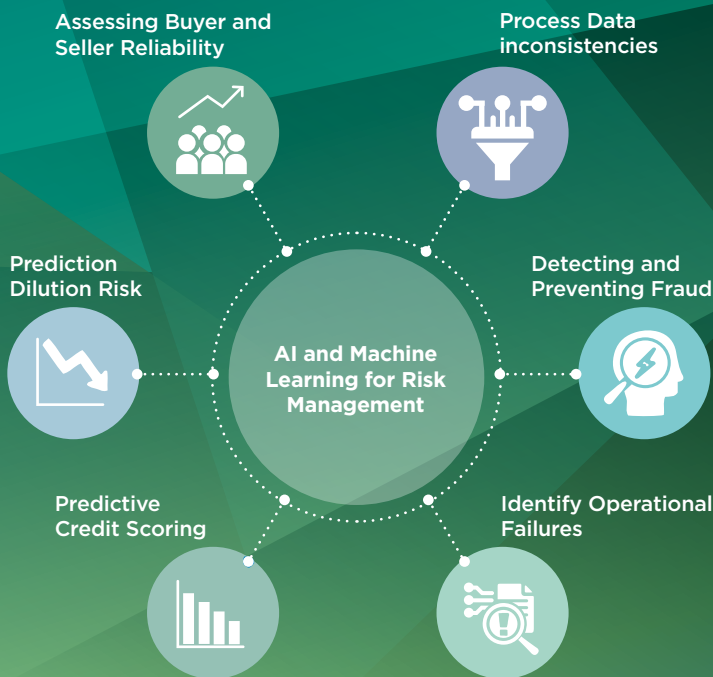 Assessing Buyer and
Seller Reliability
Process Data
inconsistencies
Prediction
Dilution Risk
Detecting and
Preventing Fraud
AI and Machine
Learning for Risk
Management
Predictive
Credit Scoring
Identify Operational
Failures